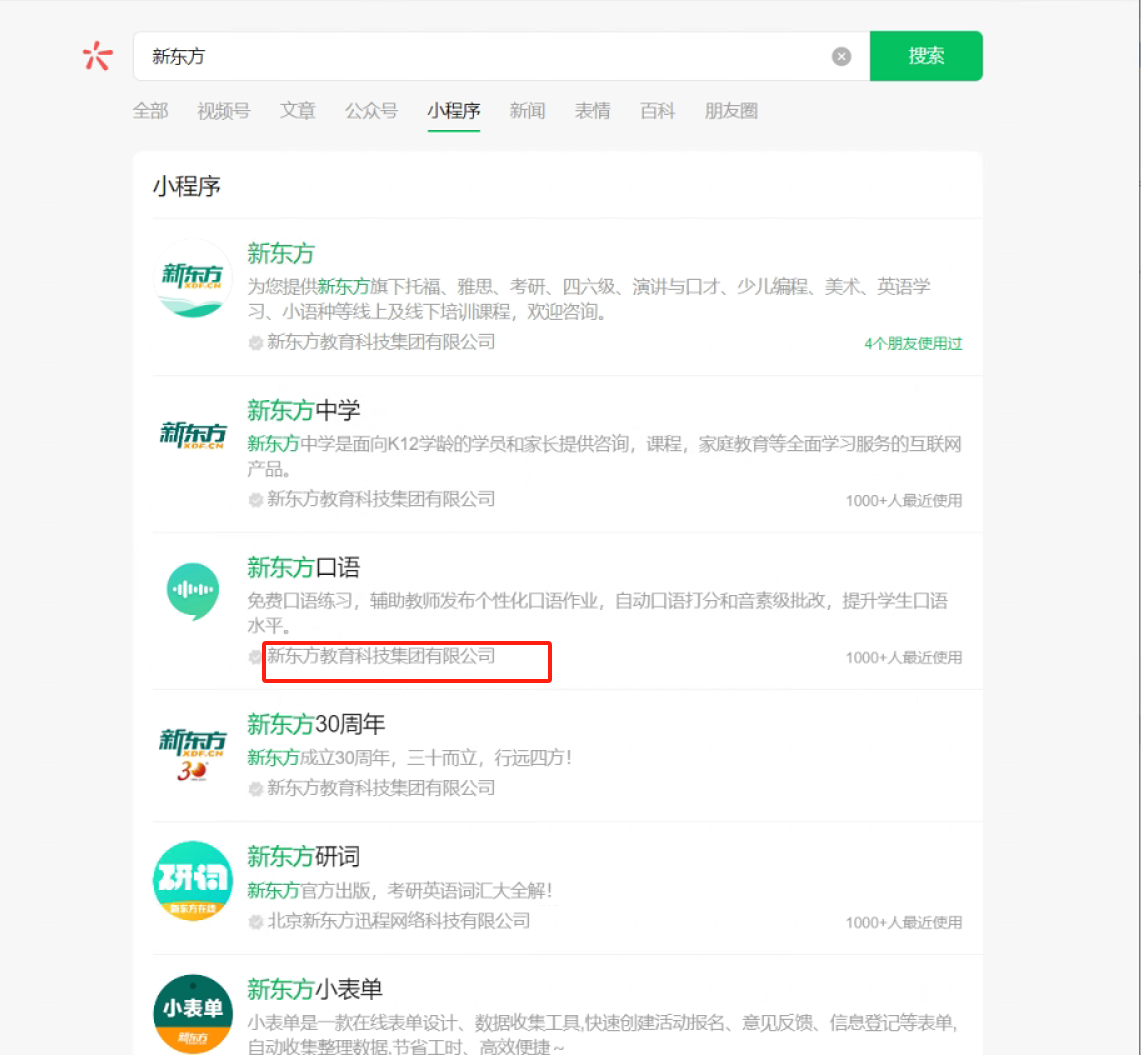 新东方
搜索
全部 视频号 文章 公众号 小程序 新闻 表情 百科 朋友圈
小程序
新东方
XDF.CN
新东方
为您提供新东方旗下托福、雅思、考研、四六级、演讲与口才、少儿编程、美术、英语学
习、小语种等线上及线下培训课程，欢迎咨询。
新东方教育科技集团有限公司
4个朋友使用过
新东方
XDF.CN
新东方中学
新东方中学是面向K12学龄的学员和家长提供咨询，课程，家庭教育等全面学习服务的互联网
产品。
新东方教育科技集团有限公司
1000+人最近使用
新东方口语
免费口语练习，辅助教师发布个性化口语作业，自动口语打分和音素级批改，提升学生口语
水平。
新东方教育科技集团有限公司
1000+人最近使用
新东方
XDF.CN
30
新东方30周年
新东方成立30周年，三十而立，行远四方！
新东方教育科技集团有限公司
研词
新东方在线
新东方研词
新东方官方出版，考研英语词汇大全解！
北京新东方迅程网络科技有限公司
1000+人最近使用
小表单
新东方
新东方小表单
小表单是一款在线表单设计、数据收集工具,快速创建活动报名、意见反馈、信息登记等表单,
自动收集整理数据,节省工时、高效便捷～